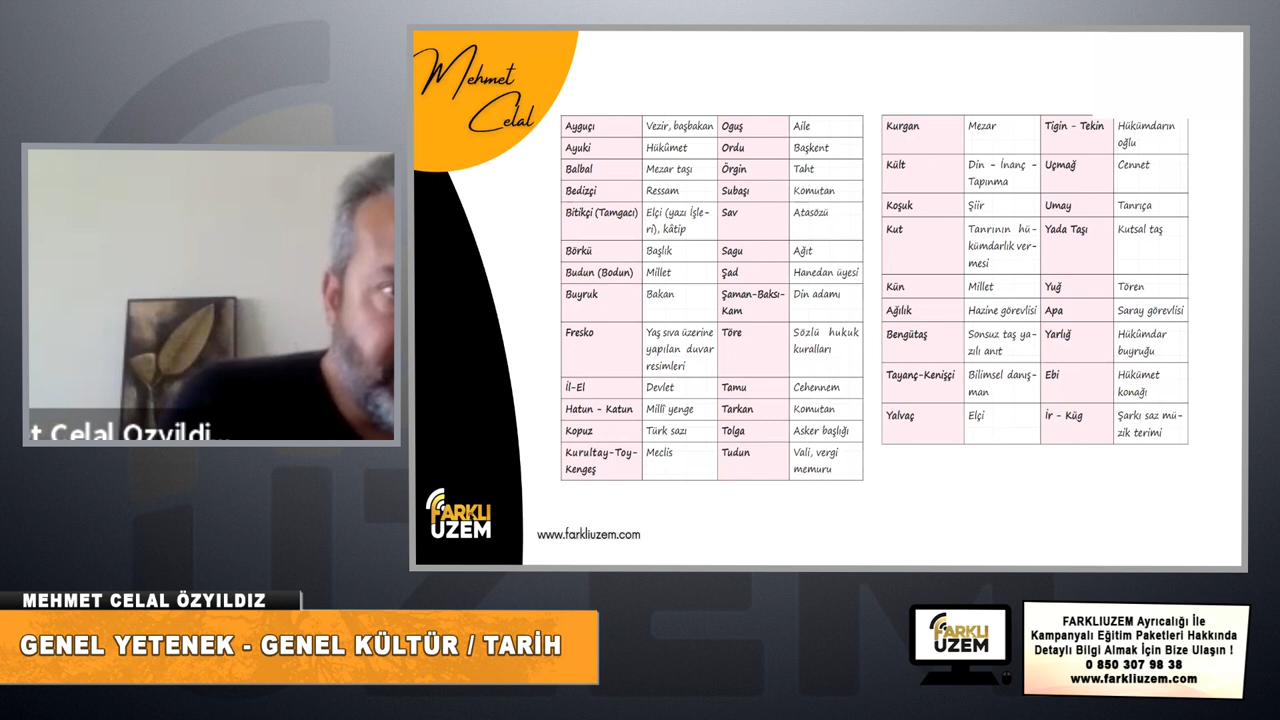 Mehmet
Celal
Ayguçı Vezir, başbakan Oguş Aile
Ayuki Hükûmet Ordu Başkent
Balbal Mezar taşı Örgin Taht
Bedizçi Ressam Subaşı Komutan
Bitikçi (Tamgacı) Elçi (yazı İşle-
ri), kâtip Sav Atasözü
Börkü Başlık Sagu Ağıt
Budun (Bodun) Millet Şad Hanedan üyesi
Buyruk Bakan Şaman-Baksı-
Kam Din adamı
Fresko Yaş sıva üzerine
yapılan duvar
resimleri Töre Sözlü hukuk
kuralları
İl-El Devlet Tamu Cehennem
Hatun - Katun Millî yenge Tarkan Komutan
Kopuz Türk sazı Tolga Asker başlığı
Kurultay-Toy-
Kengeş Meclis Tudun Vali, vergi
memuru
Kurgan Mezar Tigin - Tekin Hükümdarın
oğlu
Kült Din - İnanç -
Tapınma Uçmağ Cennet
Koşuk Şiir Umay Tanrıça
Kut Tanrının hü-
kümdarlık ver-
mesi Yada Taşı Kutsal taş
Kün Millet Yuğ Tören
Ağılık Hazine görevlisi Apa Saray görevlisi
Bengütaş Sonsuz taş ya-
zılı anıt Yarlığ Hükûmdar
buyruğu
Tayanç-Kenişçi Bilimsel danış-
man Ebi Hükümet
konağı
Yalvaç Elçi İr - Küg Şarkı saz mü-
zik terimi
FARKLI
UZEM
www.farkliuzem.com
t Celal Ozyildi...
MEHMET CELAL ÖZYILDIZ
GENEL YETENEK - GENEL KÜLTÜR / TARİH
FARKLI
UZEM
FARKLIUZEM Ayrıcalığı İle
Kampanyalı Eğitim Paketleri Hakkında
Detaylı Bilgi Almak İçin Bize Ulaşın !
0 850 307 98 38
www.farkliuzem.com